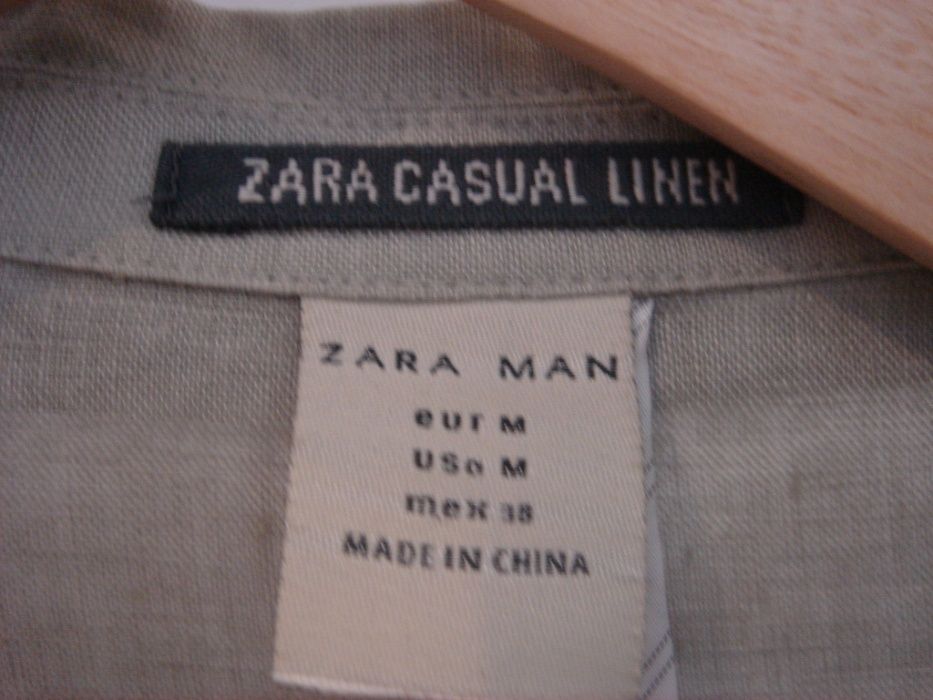 ZARA CASUAL LINEN
ZARA MAN
eur M
USa M
mex 38
MADE IN CHINA